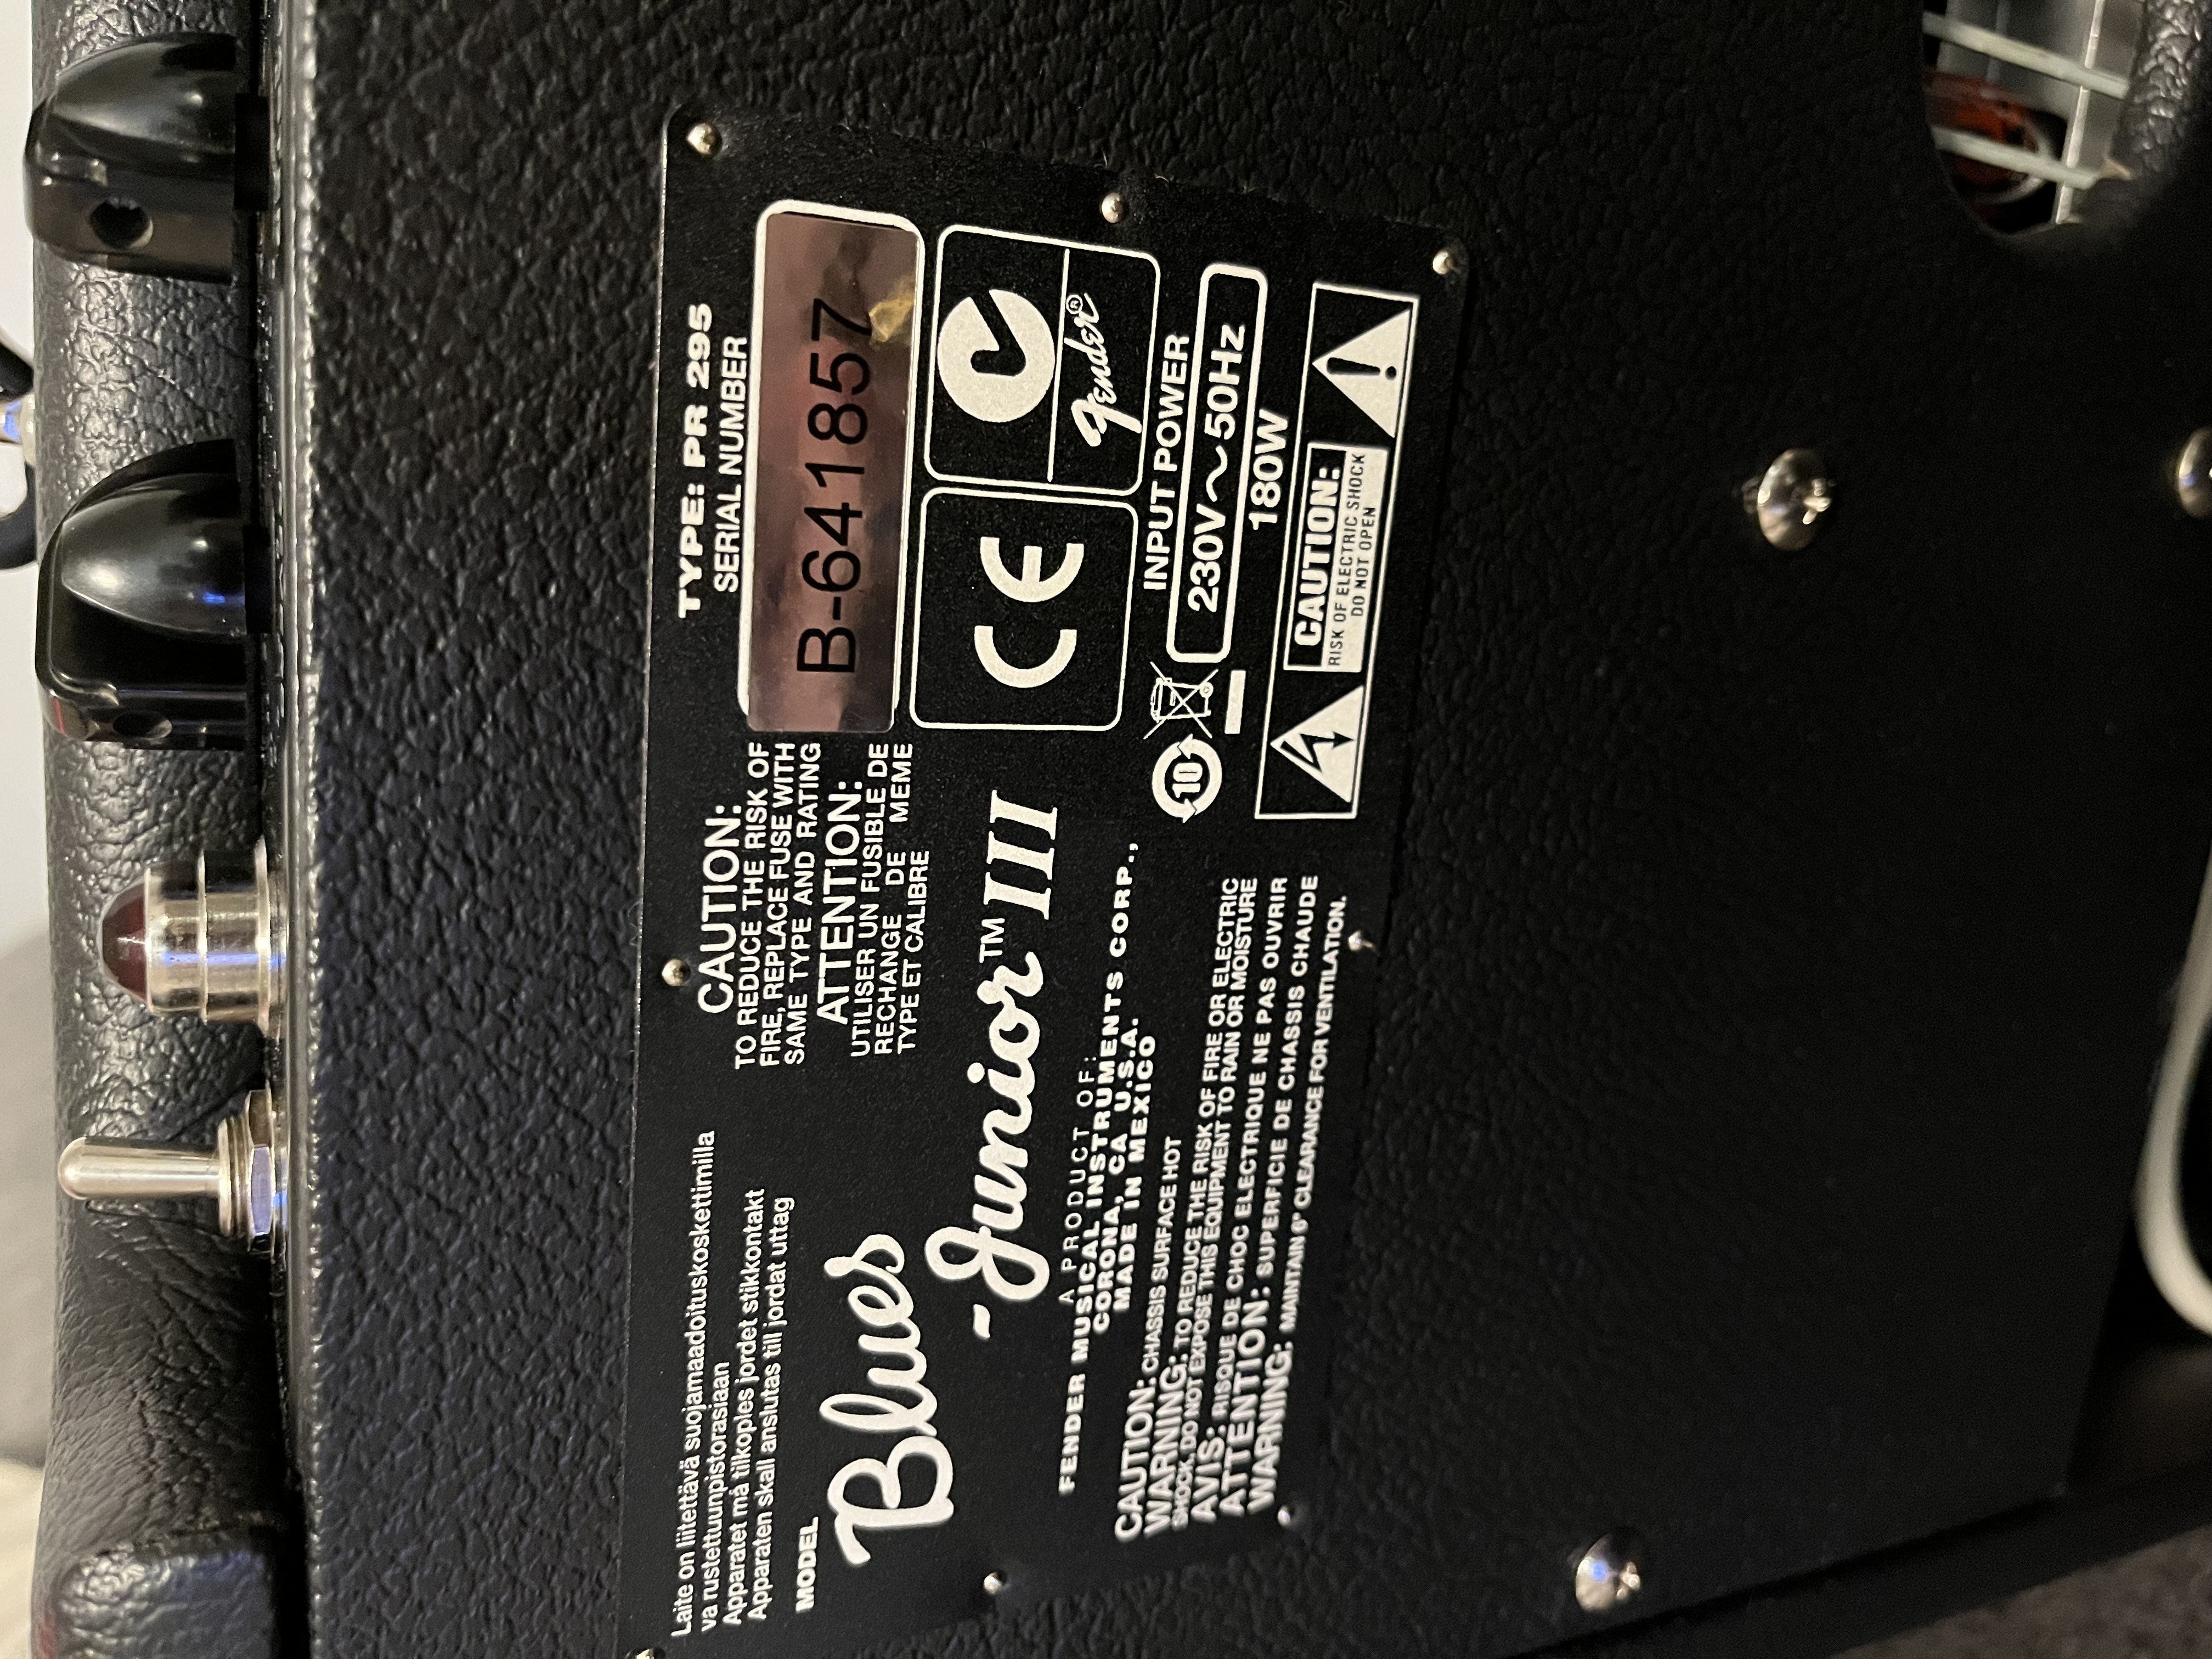 Laite on liitettävä suojamaadoituskoskettimilla
va rustettuunpistorasiaan
Apparatet må tilkoples jordet stikkontakt
Apparaten skall anslutas till jordat uttag
MODEL
Blues
-Junior™ III
A PRODUCT OF:
FENDER MUSICAL INSTRUMENTS CORP.,
CORONA, CA U.S.A.
MADE IN MEXICO
CAUTION:
TO REDUCE THE RISK OF
FIRE, REPLACE FUSE WITH
SAME TYPE AND RATING
ATTENTION:
UTILISER UN FUSIBLE DE
RECHANGE DE MEME
TYPE ET CALIBRE
TYPE: PR 295
SERIAL NUMBER
B-641857
CE
Fender®
INPUT POWER
10
230V~50Hz
180W
CAUTION:
RISK OF ELECTRIC SHOCK
DO NOT OPEN
CAUTION: CHASSIS SURFACE HOT
WARNING: TO REDUCE THE RISK OF FIRE OR ELECTRIC
SHOCK, DO NOT EXPOSE THIS EQUIPMENT TO RAIN OR MOISTURE
AVIS: RISQUE DE CHOC ELECTRIQUE NE PAS OUVRIR
ATTENTION: SUPERFICIE DE CHASSIS CHAUDE
WARNING: MAINTAIN 6" CLEARANCE FOR VENTILATION.